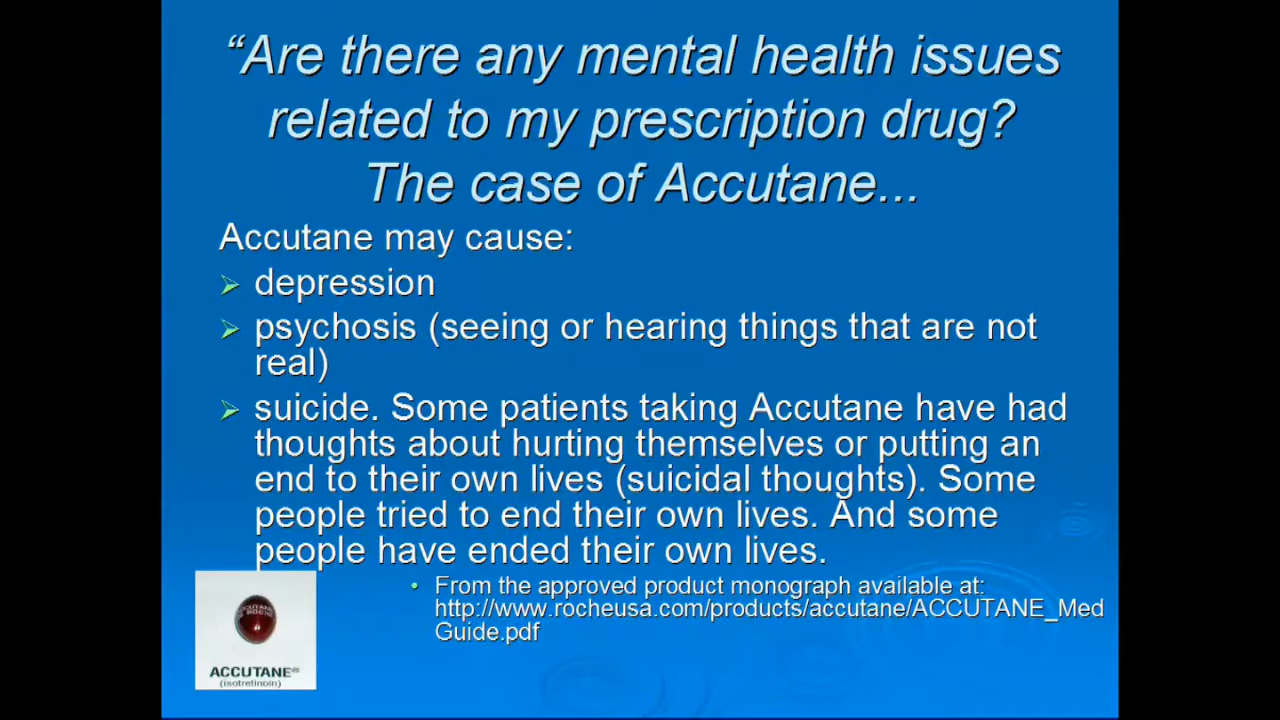 “Are there any mental health issues
related to my prescription drug?
The case of Accutane...
Accutane may cause:
depression
psychosis (seeing or hearing things that are not
real)
suicide. Some patients taking Accutane have had
thoughts about hurting themselves or putting an
end to their own lives (suicidal thoughts). Some
people tried to end their own lives. And some
people have ended their own lives.
• From the approved product monograph available at:
http://www.rocheusa.com/products/accutane/ACCUTANE_Med
Guide.pdf
ACCUTANE
ROCHE
ACCUTANE®
(isotretinoin)